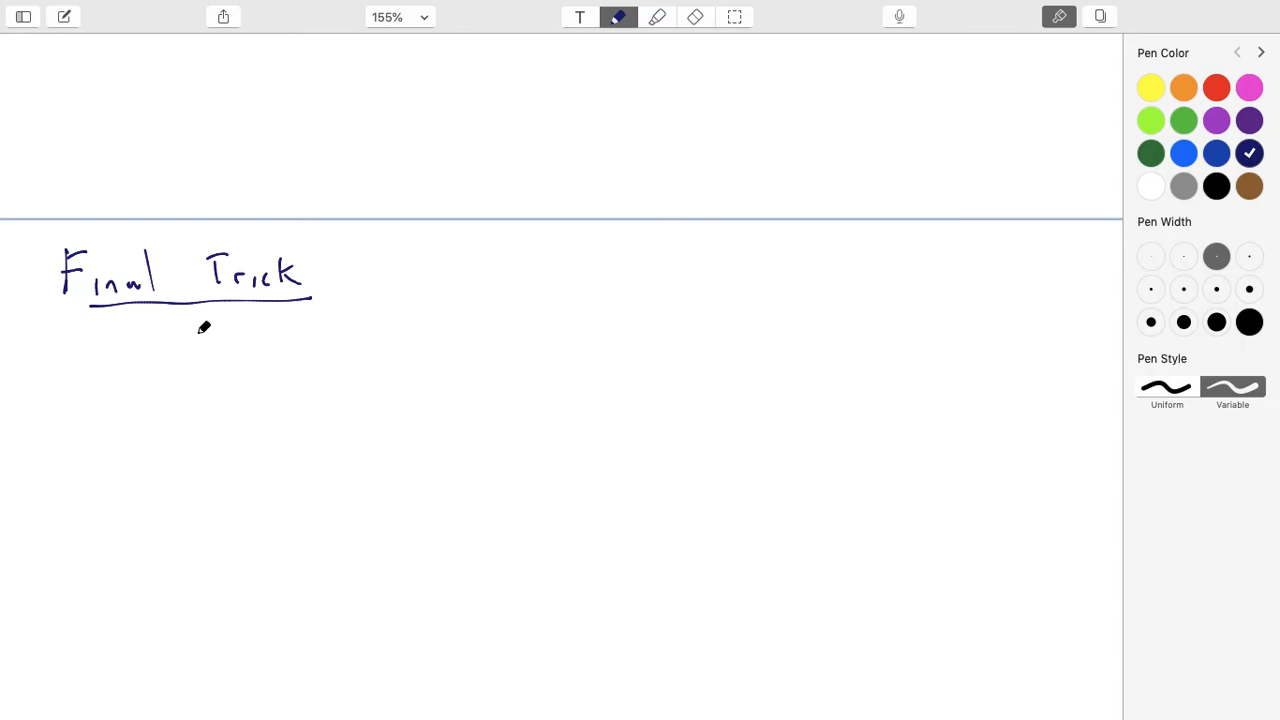 155%
T
Pen Color
Final Trick
Pen Width
Pen Style
Uniform Variable